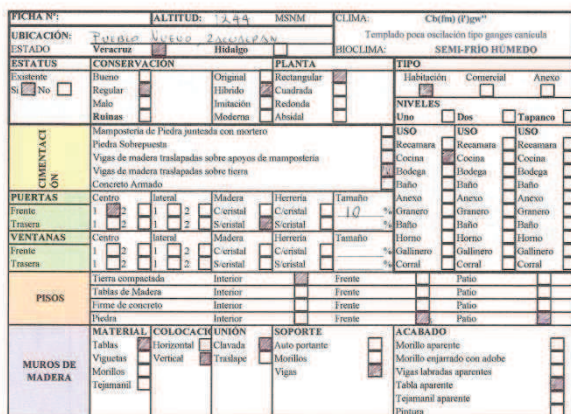 FICHA Nº: ALTITUD: 1244 MSNM CLIMA: Cb(fm) (i')gw"
UBICACIÓN: PUEBLO NUEVO, ZACUALPAN Templado poca oscilación tipo ganges canícula
ESTADO Veracruz Hidalgo BIOCLIMA: SEMI-FRÍO HÚMEDO
ESTATUS CONSERVACIÓN PLANTA TIPO
Existente Bueno Original Rectangular Habitación Comercial Anexo
Si No Regular Híbrido Cuadrada
Malo Imitación Redonda NIVELES
Ruinas Moderna Absidal Uno Dos Tapanco
CIMENTACI ÓN
Mampostería de Piedra junteada con mortero USO USO USO
Piedra Sobrepuesta Recamara Recamara Recamara
Vigas de madera traslapadas sobre apoyos de mampostería Cocina Cocina Cocina
Vigas de madera traslapadas sobre tierra Bodega Bodega Bodega
Concreto Armado Baño Baño Baño
PUERTAS Centro lateral Madera Herrería Tamaño Anexo Anexo Anexo
Frente 1 2 1 2 C/cristal C/cristal 10 % Granero Granero Granero
Trasera 1 2 1 2 S/cristal S/cristal % Baño Baño Baño
VENTANAS Centro lateral Madera Herrería Tamaño Horno Horno Horno
Frente 1 2 1 2 C/cristal C/cristal % Gallinero Gallinero Gallinero
Trasera 1 2 1 2 S/cristal S/cristal % Corral Corral Corral
PISOS
Tierra compactada Interior Frente Patio
Tablas de Madera Interior Frente Patio
Firme de concreto Interior Frente Patio
Piedra Interior Frente Patio
MUROS DE MADERA
MATERIAL COLOCACIÓ UNIÓN SOPORTE ACABADO
Tablas Horizontal Clavada Auto portante Morillo aparente
Viguetas Vertical Traslape Morillos Morillo enjarrado con adobe
Morillos Vigas Vigas labradas aparentes
Tejamanil Tabla aparente
Tejamanil aparente
Pintura